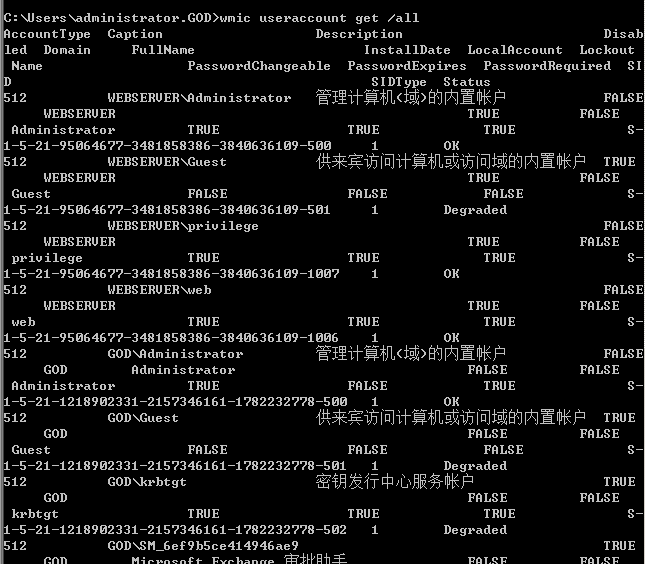 C:\Users\administrator.GOD>wmic useraccount get /all
AccountType  Caption                   Description                             Disab
led  Domain     FullName                   InstallDate  LocalAccount  Lockout
 Name                  PasswordChangeable  PasswordExpires  PasswordRequired  SI
D                                             SIDType  Status
512          WEBSERVER\Administrator   管理计算机(域)的内置帐户            FALSE
     WEBSERVER                                            TRUE          FALSE
 Administrator         TRUE                TRUE             TRUE              S-
1-5-21-95064677-3481858386-3840636109-500     1        OK
512          WEBSERVER\Guest           供来宾访问计算机或访问域的内置帐户  TRUE
     WEBSERVER                                            TRUE          FALSE
 Guest                 FALSE               FALSE            FALSE             S-
1-5-21-95064677-3481858386-3840636109-501     1        Degraded
512          WEBSERVER\privilege                                           FALSE
     WEBSERVER                                            TRUE          FALSE
 privilege             TRUE                TRUE             TRUE              S-
1-5-21-95064677-3481858386-3840636109-1007    1        OK
512          WEBSERVER\web                                                 FALSE
     WEBSERVER                                            TRUE          FALSE
 web                   TRUE                TRUE             TRUE              S-
1-5-21-95064677-3481858386-3840636109-1006    1        OK
512          GOD\Administrator         管理计算机(域)的内置帐户            FALSE
     GOD        Administrator                             FALSE         FALSE
 Administrator         TRUE                FALSE            TRUE              S-
1-5-21-1218902331-2157346161-1782232778-500   1        OK
512          GOD\Guest                 供来宾访问计算机或访问域的内置帐户  TRUE
     GOD                                                  FALSE         FALSE
 Guest                 FALSE               FALSE            FALSE             S-
1-5-21-1218902331-2157346161-1782232778-501   1        Degraded
512          GOD\krbtgt                密钥发行中心服务帐户                TRUE
     GOD                                                  FALSE         FALSE
 krbtgt                TRUE                TRUE             TRUE              S-
1-5-21-1218902331-2157346161-1782232778-502   1        Degraded
512          GOD\SM_6ef9b5ce414946ae9                                      TRUE
     GOD        Microsoft Exchange 审批助手               FALSE         FALSE